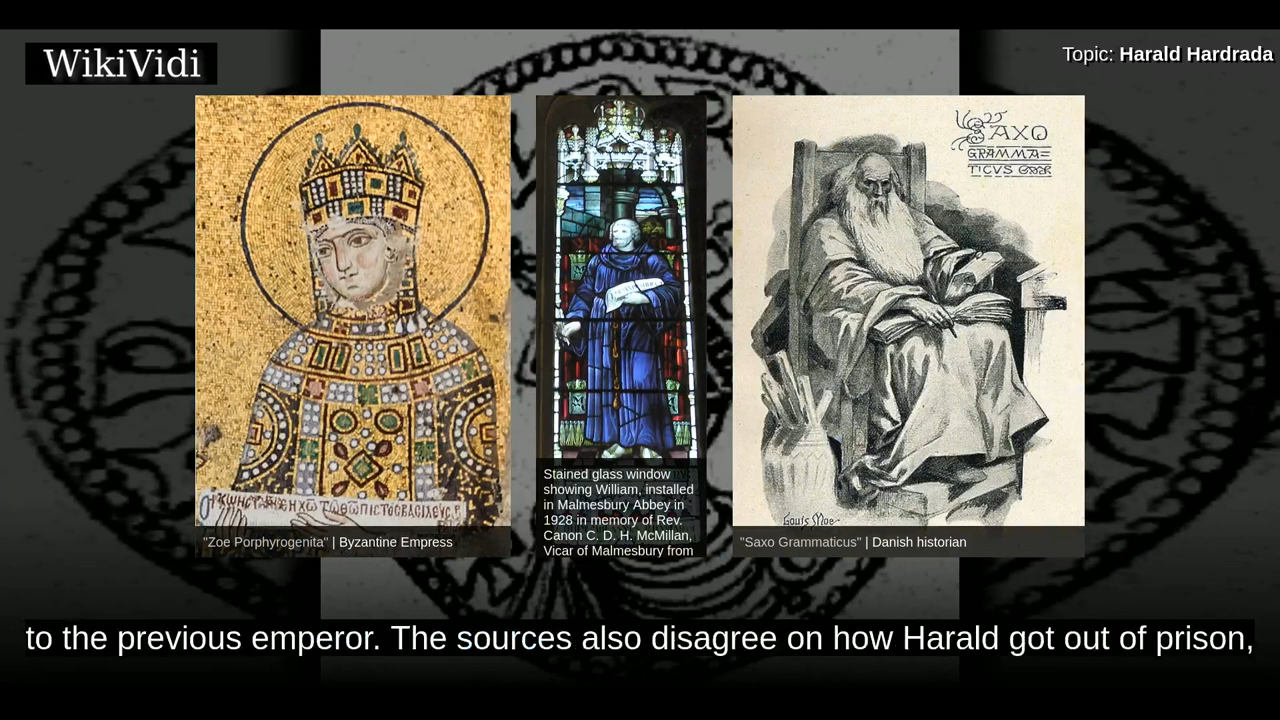 WikiVidi
Topic: Harald Hardrada
SAXO
GRAMMA=
TICVS
"Zoe Porphyrogenita" | Byzantine Empress
Stained glass window
showing William, installed
in Malmesbury Abbey in
1928 in memory of Rev.
Canon C. D. H. McMillan,
Vicar of Malmesbury from
Louis Moe
"Saxo Grammaticus" | Danish historian
to the previous emperor. The sources also disagree on how Harald got out of prison,